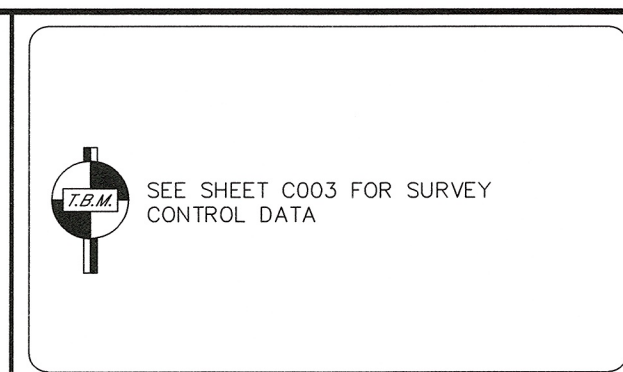 T.B.M.
SEE SHEET C003 FOR SURVEY
CONTROL DATA